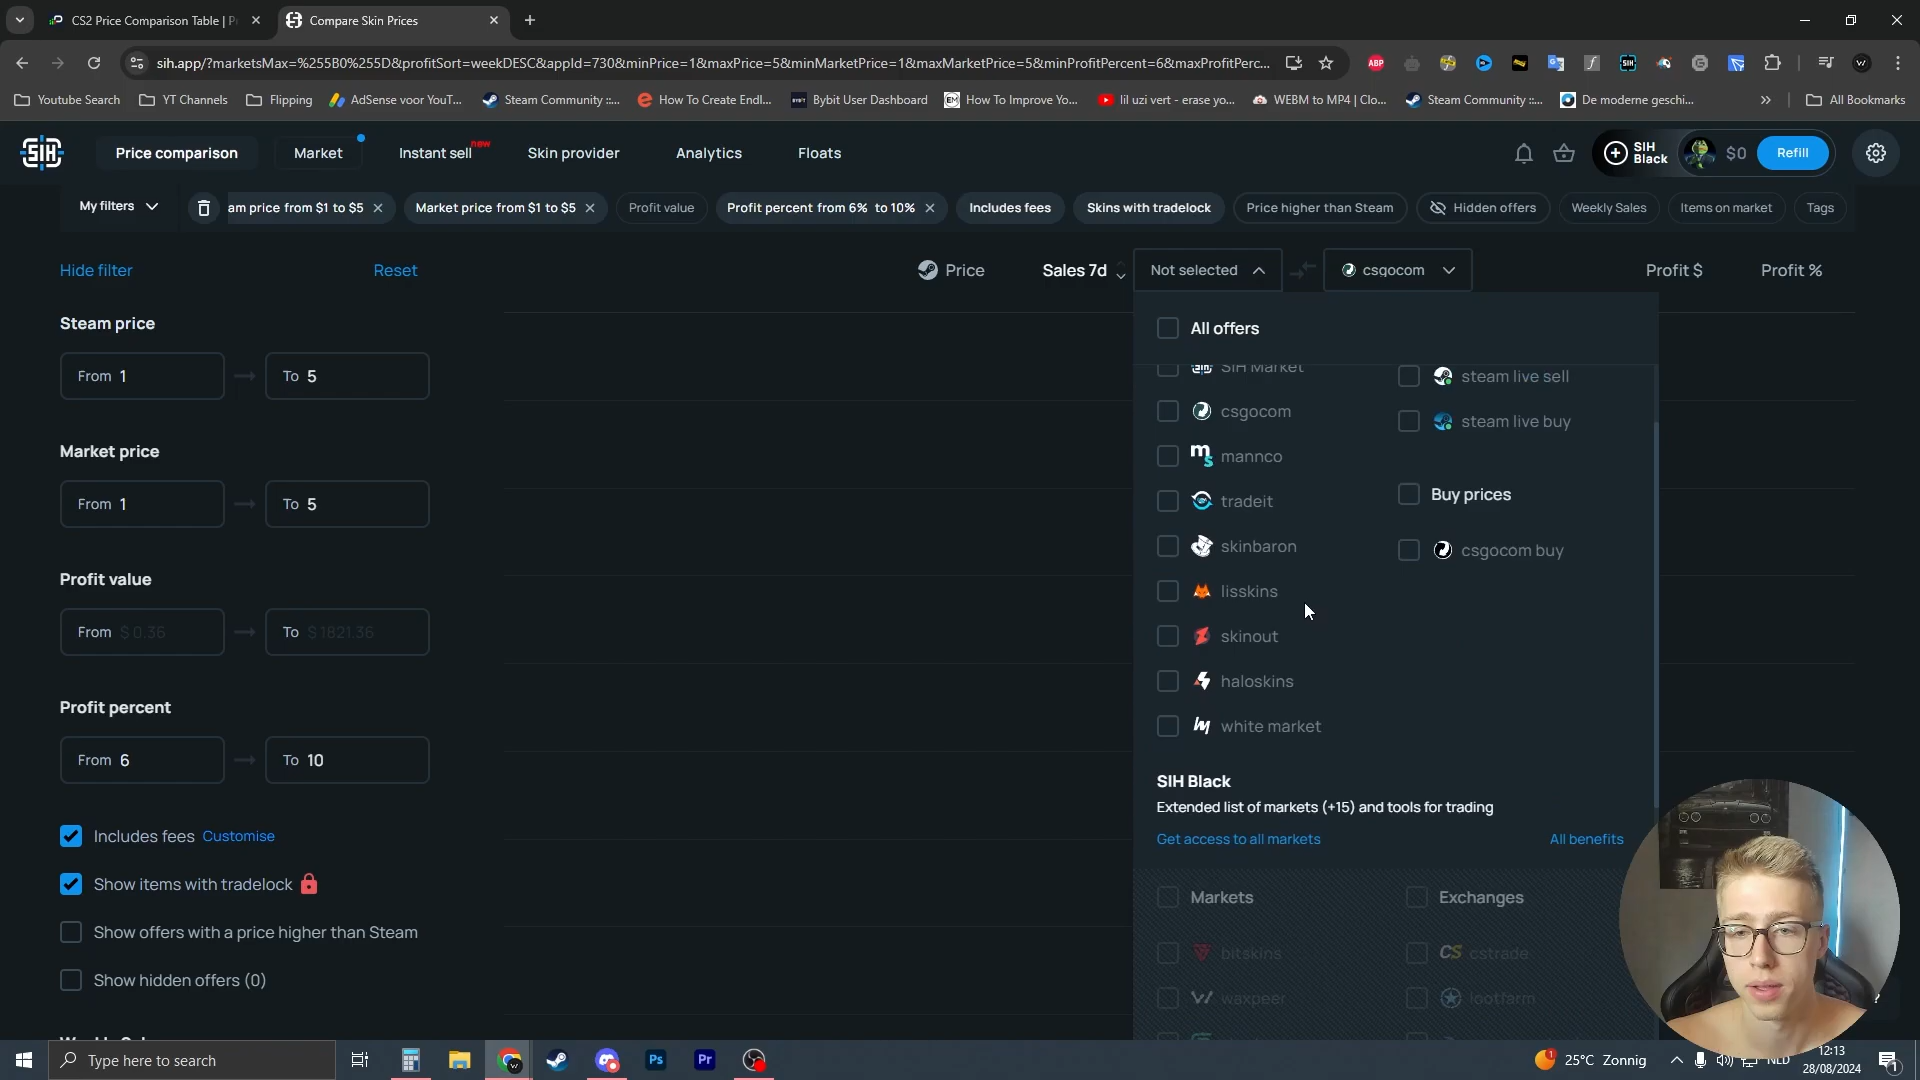 CS2 Price Comparison Table | P
Compare Skin Prices
sih.app/?marketsMax=%255B0%255D&profitSort=weekDESC&appId=730&minPrice=1&maxPrice=5&minMarketPrice=1&maxMarketPrice=5&minProfitPercent=6&maxProfitPerc...
ABP
SIH
W
Youtube Search
YT Channels
Flipping
AdSense voor YouT...
Steam Community ::...
How To Create Endl...
Bybit User Dashboard
How To Improve Yo...
lil uzi vert - erase yo...
WEBM to MP4 | Clo...
Steam Community ::...
De moderne geschi...
All Bookmarks
SIH
Price comparison
Market
Instant sell new
Skin provider
Analytics
Floats
SIH Black
$0
Refill
My filters
am price from $1 to $5
Market price from $1 to $5
Profit value
Profit percent from 6% to 10%
Includes fees
Skins with tradelock
Price higher than Steam
Hidden offers
Weekly Sales
Items on market
Tags
Hide filter
Reset
Price
Sales 7d
Not selected
csgocom
Profit $
Profit %
Steam price
From 1
To 5
Market price
From 1
To 5
Profit value
From $ 0.36
To $ 1821.36
Profit percent
From 6
To 10
Includes fees Customise
Show items with tradelock
Show offers with a price higher than Steam
Show hidden offers (0)
All offers
SIH Market
csgocom
mannco
tradeit
skinbaron
lisskins
skinout
haloskins
white market
steam live sell
steam live buy
Buy prices
csgocom buy
SIH Black
Extended list of markets (+15) and tools for trading
Get access to all markets
All benefits
Markets
Exchanges
bitskins
cstrade
waxpeer
lootfarm
Type here to search
Ps
Pr
25°C Zonnig
NLD
12:13
28/08/2024